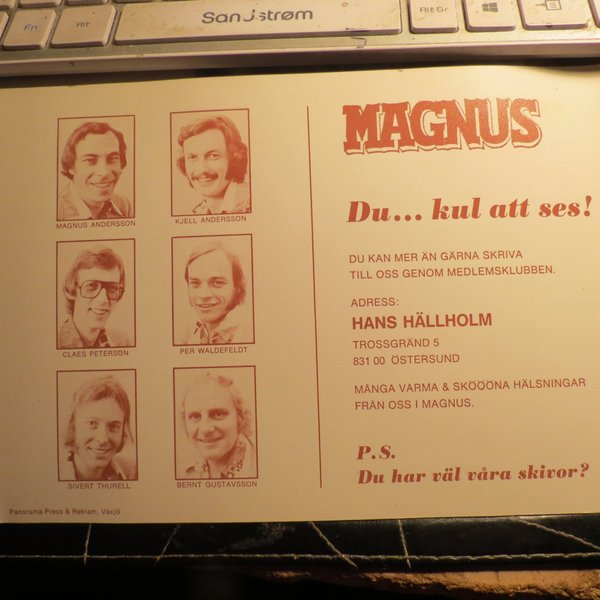 Fn
Sandstrøm
Alt Gr
MAGNUS ANDERSSON
KJELL ANDERSSON
CLAES PETERSON
PER WALDEFELDT
SIVERT THURELL
BERNT GUSTAVSSON
Panorama Press & Reklam, Växjö
MAGNUS
Du... kul att ses!
DU KAN MER ÄN GÄRNA SKRIVA
TILL OSS GENOM MEDLEMSKLUBBEN.
ADRESS:
HANS HÄLLHOLM
TROSSGRÄND 5
831 00 ÖSTERSUND
MÅNGA VARMA & SKÖÖÖNA HÄLSNINGAR
FRÅN OSS I MAGNUS.
P.S.
Du har väl våra skivor?